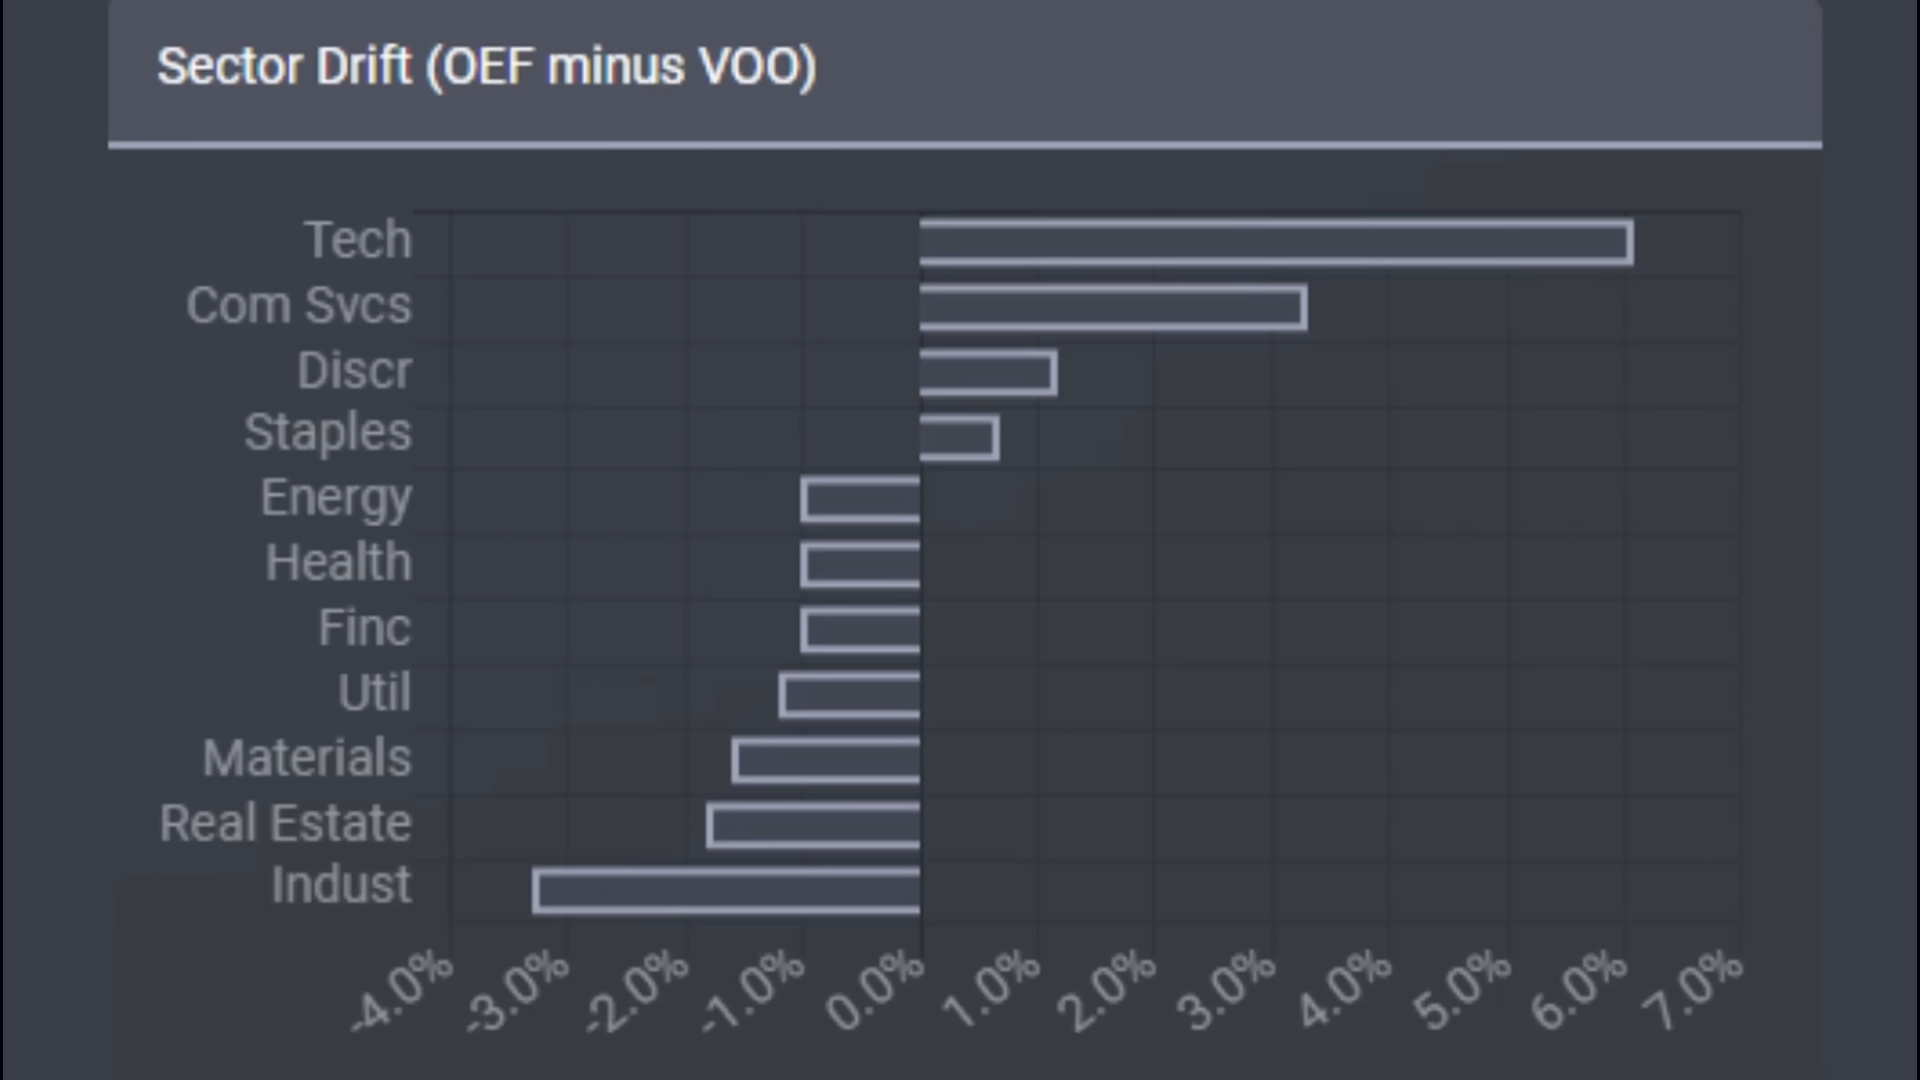 Sector Drift (OEF minus VOO)
Tech
Com Svcs
Discr
Staples
Energy
Health
Finc
Util
Materials
Real Estate
Indust
-4.0% -3.0% -2.0% -1.0% 0.0% 1.0% 2.0% 3.0% 4.0% 5.0% 6.0% 7.0%